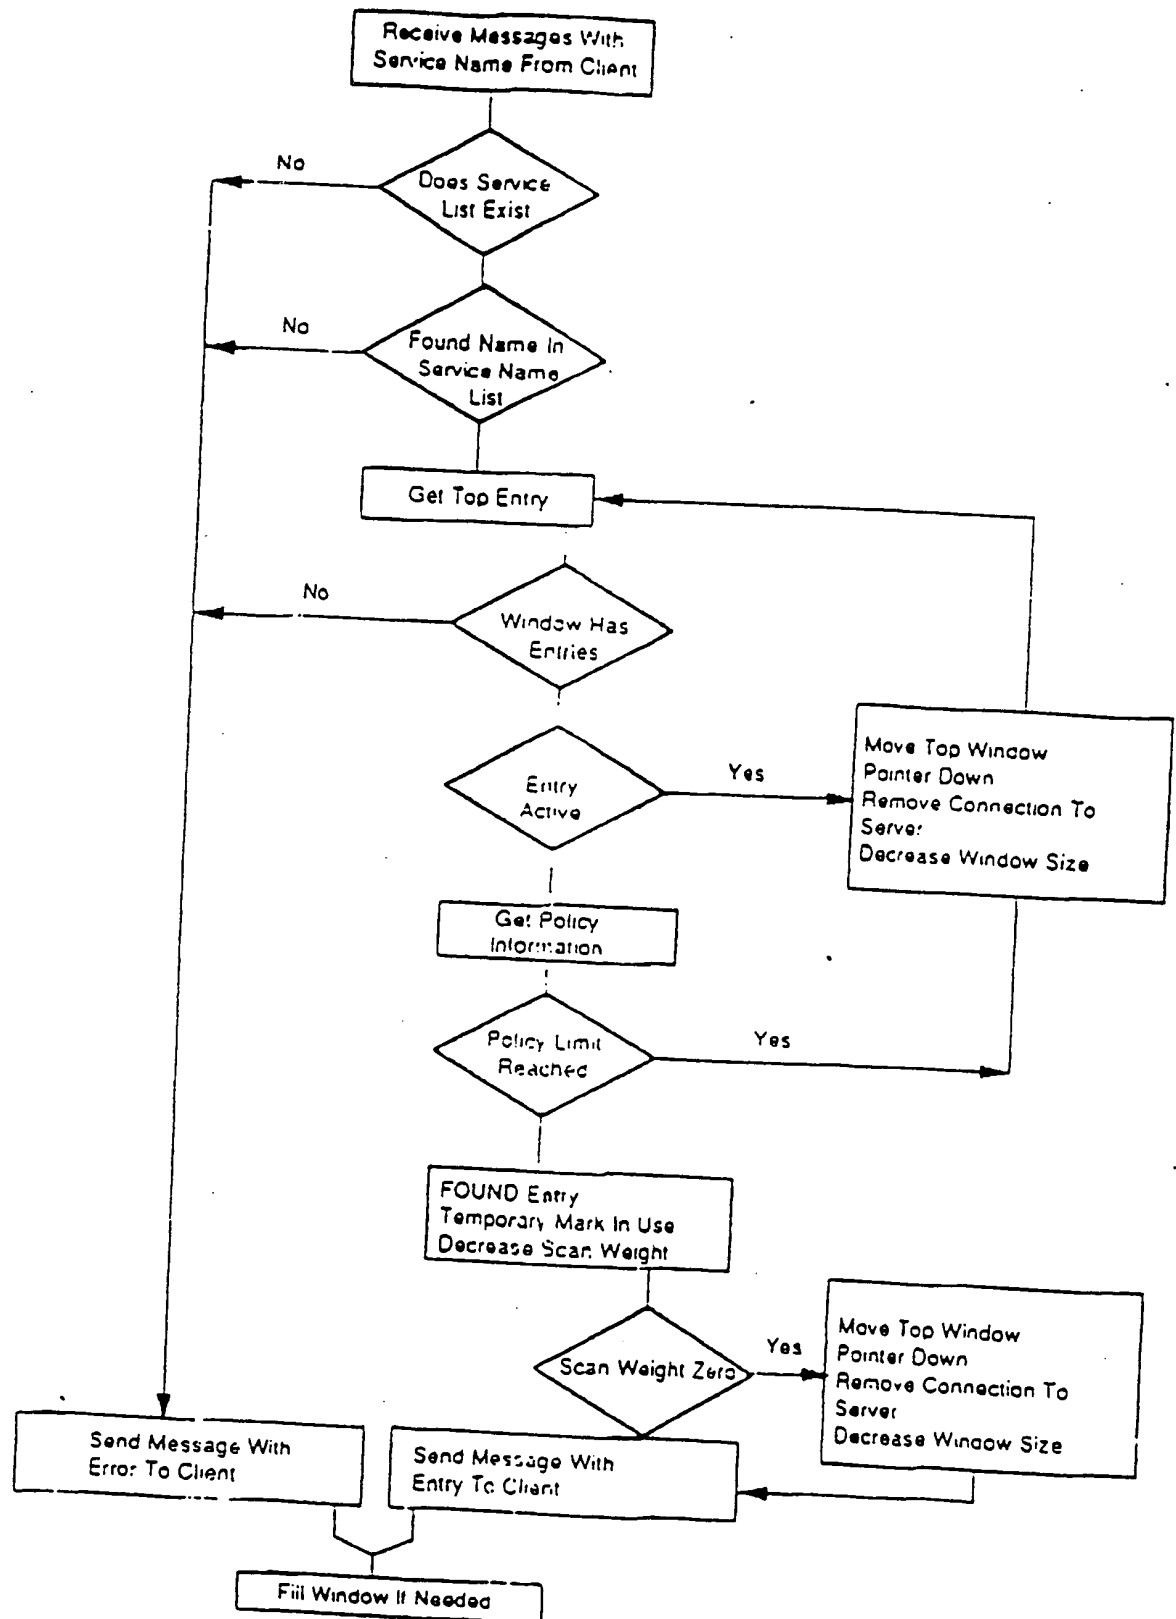 Receive Messages With
Service Name From Client
No
Does Service
List Exist
No
Found Name In
Service Name
List
Get Top Entry
No
Window Has
Entries
Entry
Active
Yes
Move Top Window
Pointer Down
Remove Connection To
Server
Decrease Window Size
Get Policy
Information
Policy Limit
Reached
Yes
FOUND Entry
Temporary Mark In Use
Decrease Scan Weight
Scan Weight Zero
Yes
Move Top Window
Pointer Down
Remove Connection To
Server
Decrease Window Size
Send Message With
Error To Client
Send Message With
Entry To Client
Fill Window If Needed